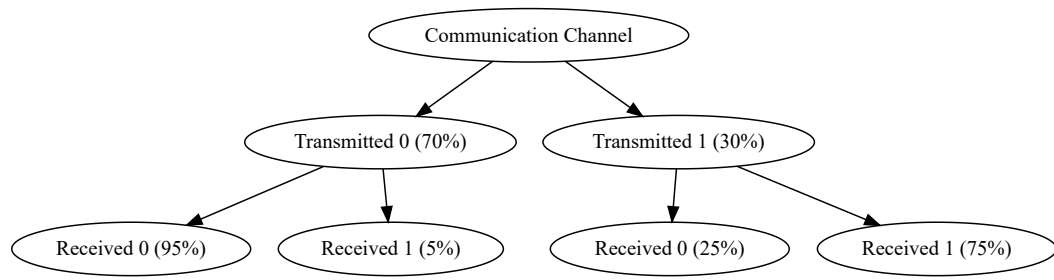 Communication Channel
Transmitted 0 (70%)
Transmitted 1 (30%)
Received 0 (95%)
Received 1 (5%)
Received 0 (25%)
Received 1 (75%)